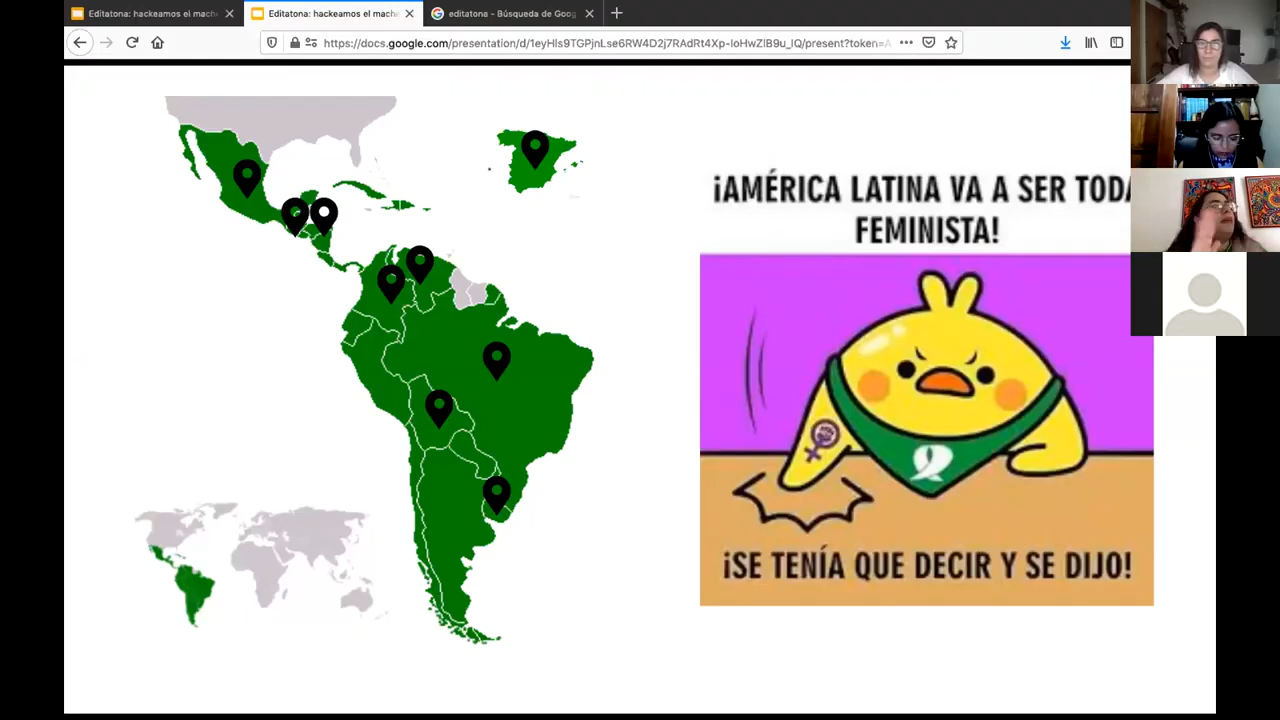 Editatona: hackeamos el mach
Editatona: hackeamos el mach
editatona - Búsqueda de Goog
https://docs.google.com/presentation/d/1eyHls9TGPjnLse6RW4D2j7RAdRt4Xp-IoHwZlB9u_IQ/present?token=A
¡AMÉRICA LATINA VA A SER TODA
FEMINISTA!
¡SE TENÍA QUE DECIR Y SE DIJO!